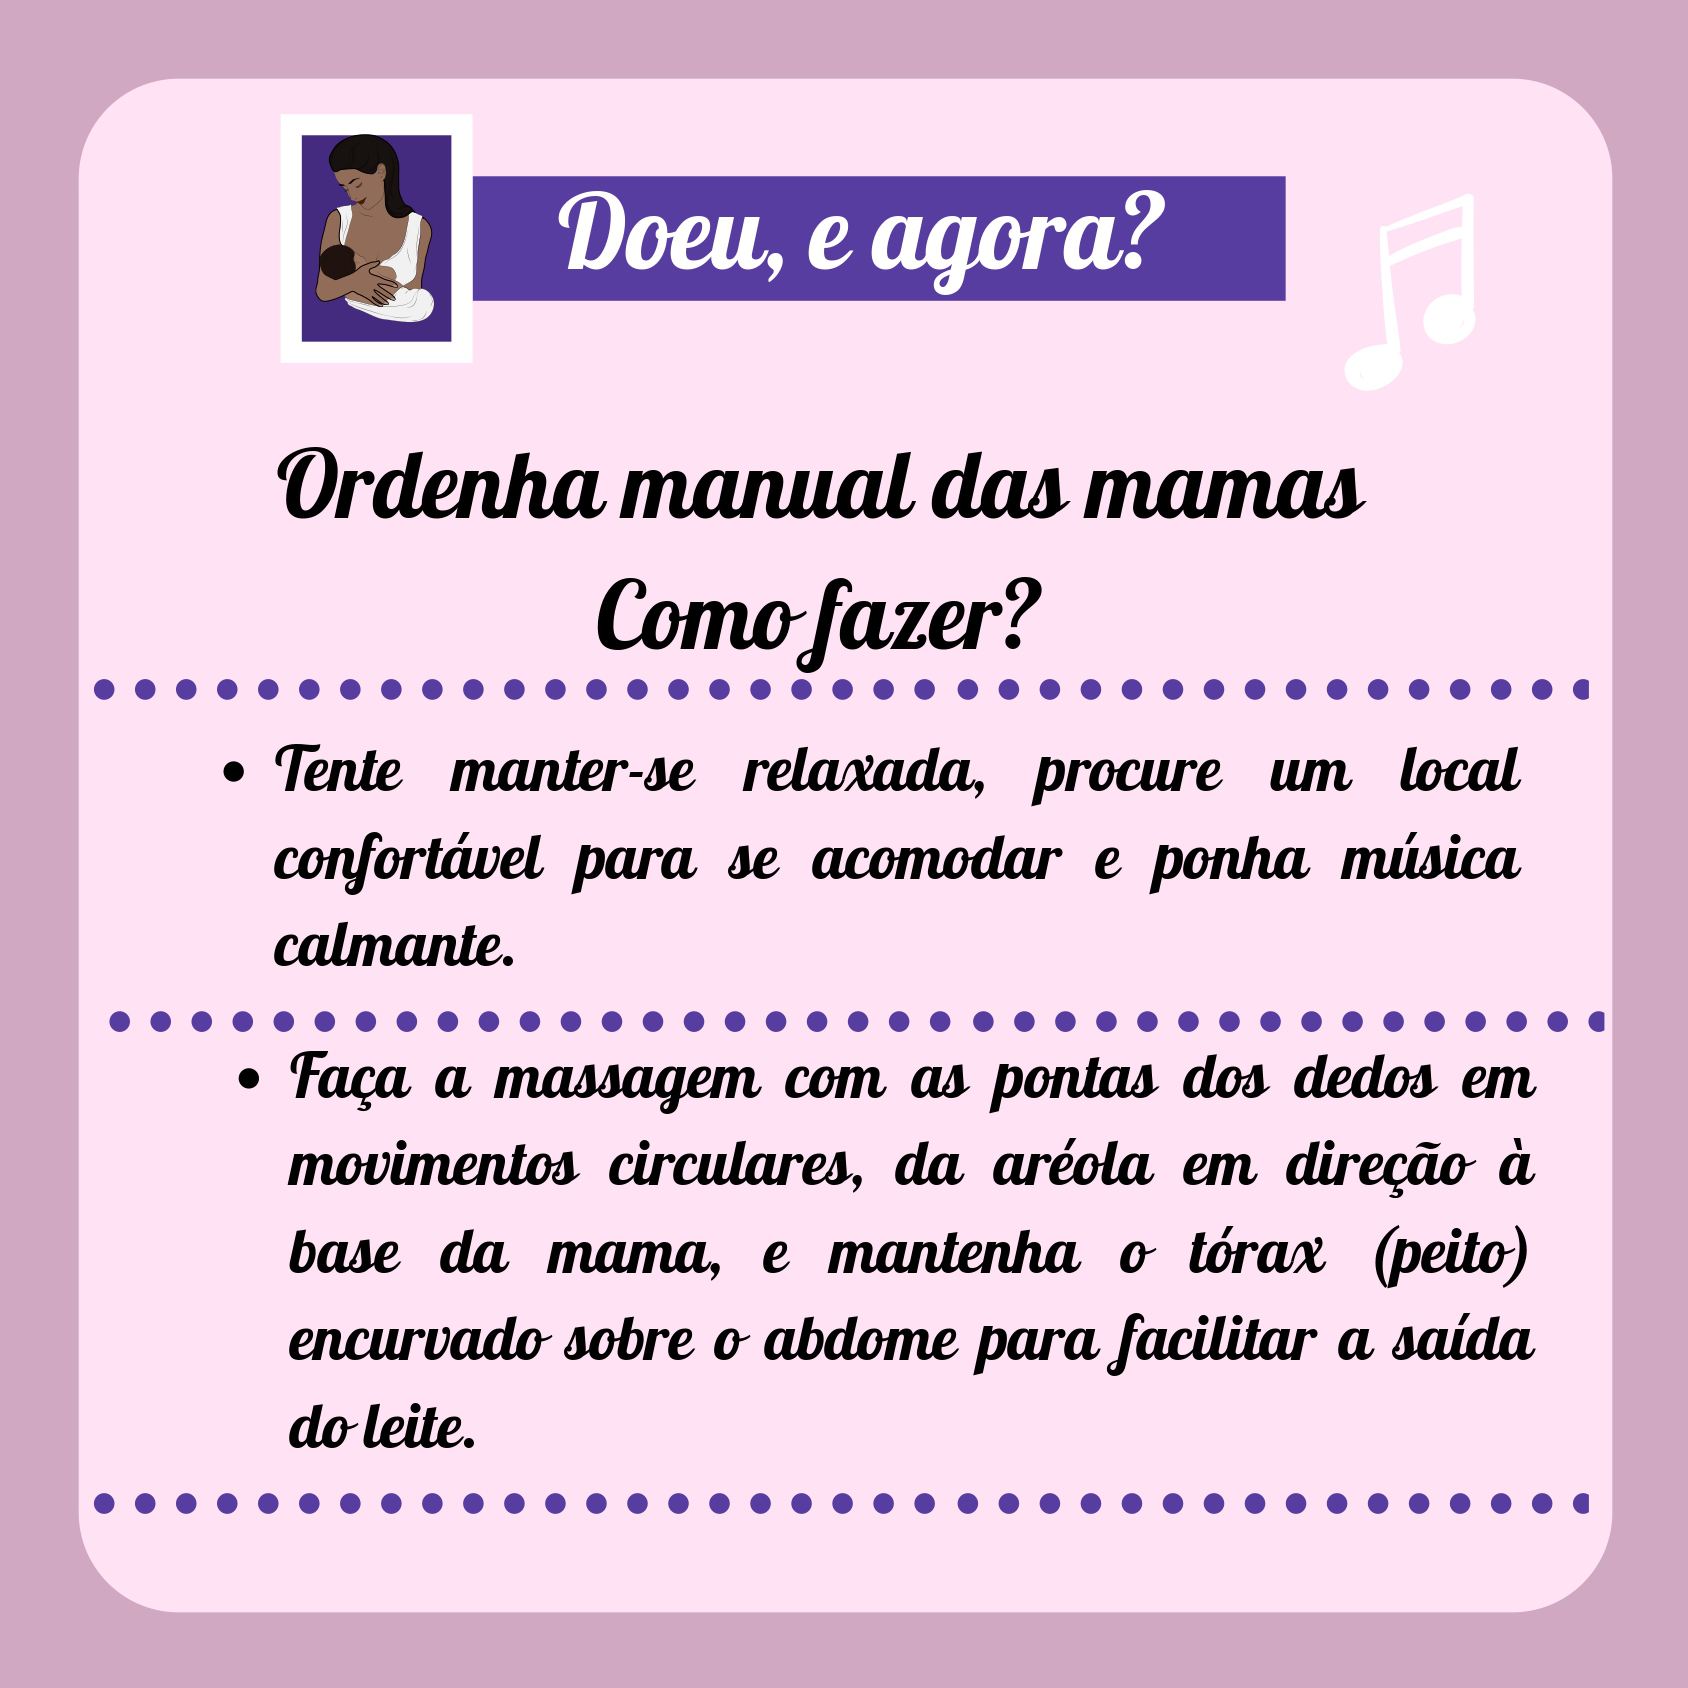 Doeu, e agora?
Ordenha manual das mamas
Como fazer?
• Tente manter-se relaxada, procure um local
confortável para se acomodar e ponha música
calmante.
• Faça a massagem com as pontas dos dedos em
movimentos circulares, da aréola em direção à
base da mama, e mantenha o tórax (peito)
encurvado sobre o abdome para facilitar a saída
do leite.